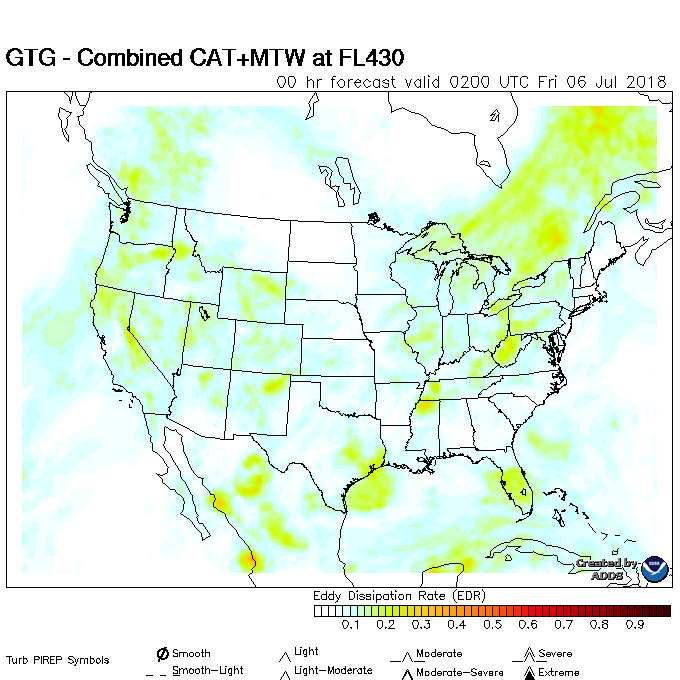 GTG - Combined CAT+MTW at FL430
00 hr forecast valid 0200 UTC Fri 06 Jul 2018
Created by
ADDS
Eddy Dissipation Rate (EDR)
0.1 0.2 0.3 0.4 0.5 0.6 0.7 0.8 0.9
Turb PIREP Symbols
Smooth Light Moderate Severe
Smooth-Light Light-Moderate Moderate-Severe Extreme